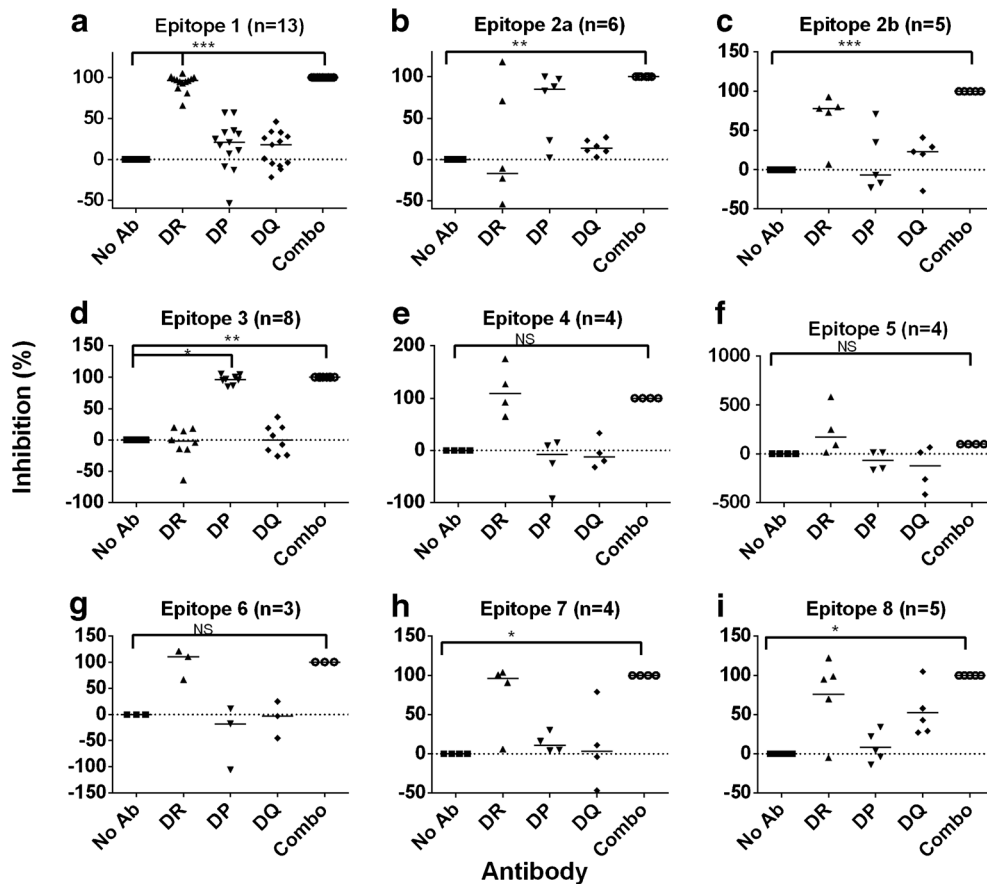 a Epitope 1 (n=13)
***
100
50
0
-50
No Ab
DR
DP
DQ
Combo
b Epitope 2a (n=6)
**
100
50
0
-50
No Ab
DR
DP
DQ
Combo
c Epitope 2b (n=5)
***
150
100
50
0
-50
No Ab
DR
DP
DQ
Combo
Inhibition (%)
d Epitope 3 (n=8)
**
*
150
100
50
0
-50
-100
No Ab
DR
DP
DQ
Combo
e Epitope 4 (n=4)
NS
200
100
0
-100
No Ab
DR
DP
DQ
Combo
f Epitope 5 (n=4)
NS
1000
500
0
-500
No Ab
DR
DP
DQ
Combo
g Epitope 6 (n=3)
NS
150
100
50
0
-50
-100
-150
No Ab
DR
DP
DQ
Combo
h Epitope 7 (n=4)
*
150
100
50
0
-50
No Ab
DR
DP
DQ
Combo
i Epitope 8 (n=5)
*
150
100
50
0
-50
No Ab
DR
DP
DQ
Combo
Antibody